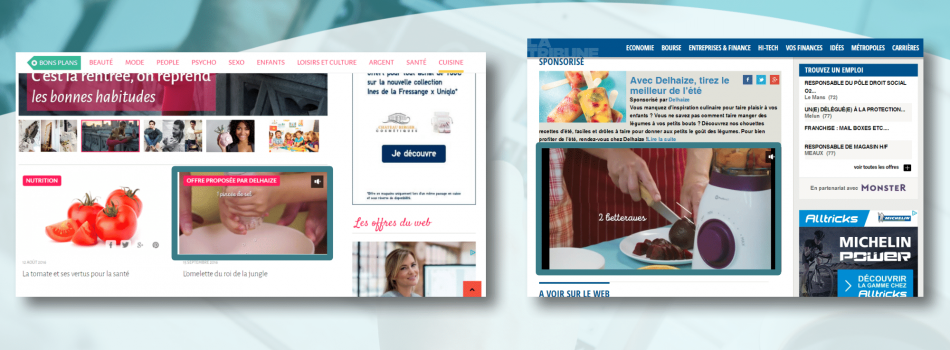 BONS PLANS BEAUTÉ MODE PEOPLE PSYCHO SEXO ENFANTS LOISIRS ET CULTURE ARGENT SANTÉ CUISINE
C'est la rentrée, on reprend
les bonnes habitudes
sur la nouvelle collection
Ines de la Fressange x Uniqlo*
Je découvre
NUTRITION
OFFRE PROPOSÉE PAR DELHAIZE
1 pincée de sel
Les offres du web
La tomate et ses vertus pour la santé
L'omelette du roi de la jungle
LA TRIBUNE
ECONOMIE BOURSE ENTREPRISES & FINANCE HI-TECH VOS FINANCES IDÉES MÉTROPOLES CARRIÈRES
SPONSORISÉ
Avec Delhaize, tirez le
meilleur de l'été
Sponsorisé par Delhaize
Vous manquez d'inspiration culinaire pour faire plaisir à vos
enfants ? Vous ne savez pas comment faire manger des
légumes à vos petits bouts ? Découvrez nos chouettes
recettes d'été, faciles et drôles à faire pour donner aux petits le goût des légumes. Pour bien
profiter de l'été, rendez-vous chez Delhaize !Lire la suite
2 betteraves
A VOIR SUR LE WEB
TROUVEZ UN EMPLOI
RESPONSABLE DU PÔLE DROIT SOCIAL
O2...
Le Mans (72)
UN(E) DÉLÉGUÉ(E) À LA PROTECTION...
Melun (77)
FRANCHISE : MAIL BOXES ETC....
RESPONSABLE DE MAGASIN H/F
MEAUX (77)
voir toutes les offres
En partenariat avec MONSTER
Alltricks MICHELIN
MICHELIN
POWER
DÉCOUVRIR
LA GAMME CHEZ
Alltricks